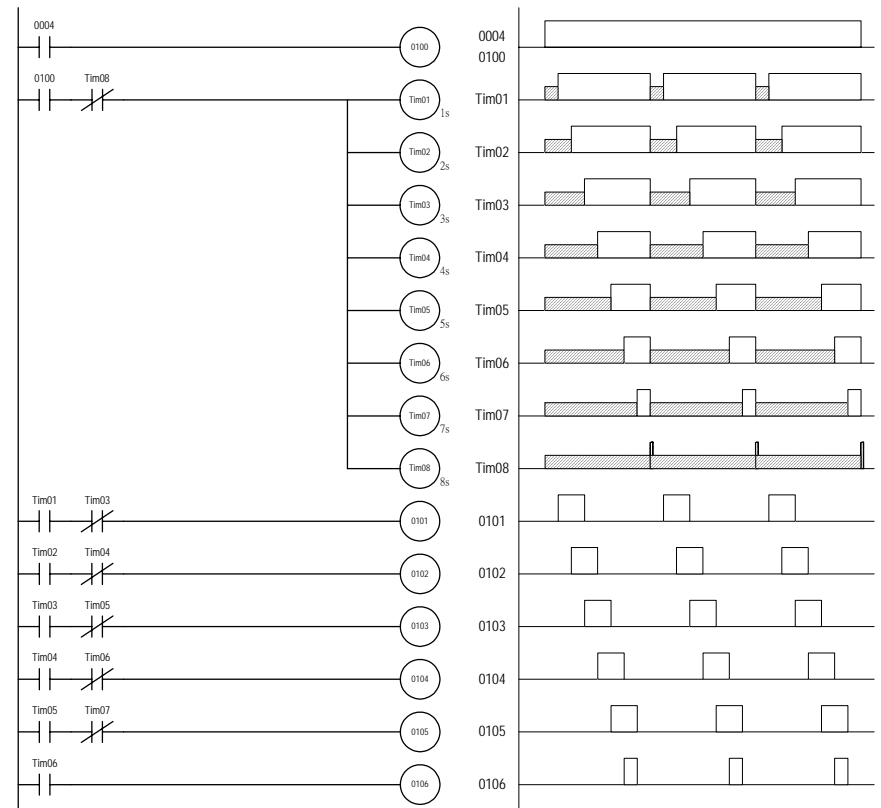 0004
0100
0004
0100
0100 Tim08
Tim01
1s
Tim01
Tim02
2s
Tim02
Tim03
3s
Tim03
Tim04
4s
Tim04
Tim05
5s
Tim05
Tim06
6s
Tim06
Tim07
7s
Tim07
Tim08
8s
Tim08
Tim01 Tim03
0101
0101
Tim02 Tim04
0102
0102
Tim03 Tim05
0103
0103
Tim04 Tim06
0104
0104
Tim05 Tim07
0105
0105
Tim06
0106
0106